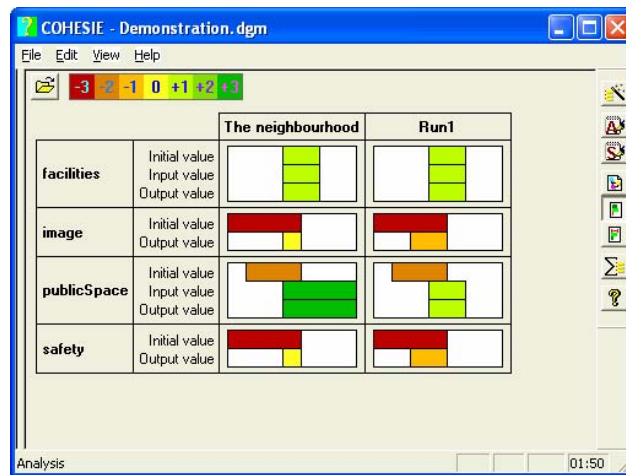 COHESIE - Demonstration.dgm
File Edit View Help
-3 -2 -1 0 +1 +2 +3
The neighbourhood Run1
facilities
Initial value
Input value
Output value
image
Initial value
Output value
publicSpace
Initial value
Input value
Output value
safety
Initial value
Output value
Analysis 01:50